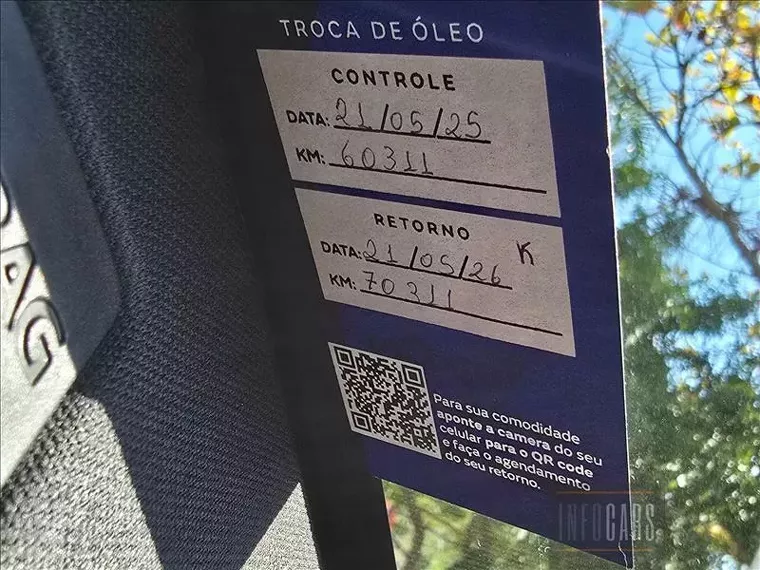 TROCA DE ÓLEO
CONTROLE
DATA: 21/05/25
KM: 60311
RETORNO K
DATA: 21/05/26
KM: 70311
Para sua comodidade
aponte a camera do seu
celular para o QR code
e faça o agendamento
do seu retorno.
BAG
INFOCARS